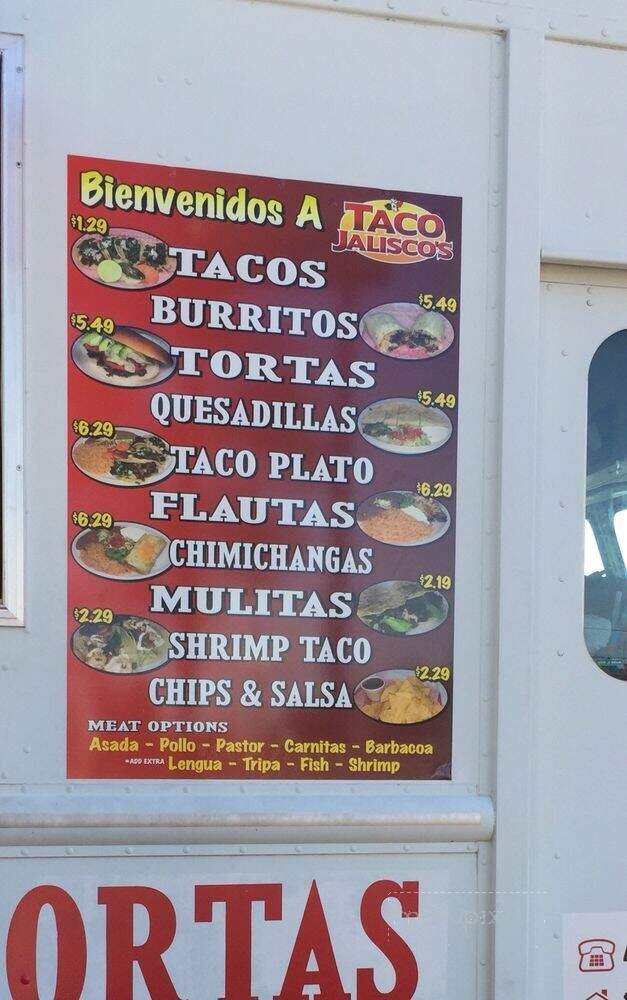 Bienvenidos A
TACO
JALISCO'S
$1.29
TACOS
BURRITOS
$5.49
$5.49
TORTAS
QUESADILLAS
$5.49
$6.29
TACO PLATO
FLAUTAS
$6.29
$6.29
CHIMICHANGAS
MULITAS
$2.19
$2.29
SHRIMP TACO
CHIPS & SALSA
$2.29
MEAT OPTIONS
Asada - Pollo - Pastor - Carnitas - Barbacoa
*ADD EXTRA Lengua - Tripa - Fish - Shrimp
ORTAS